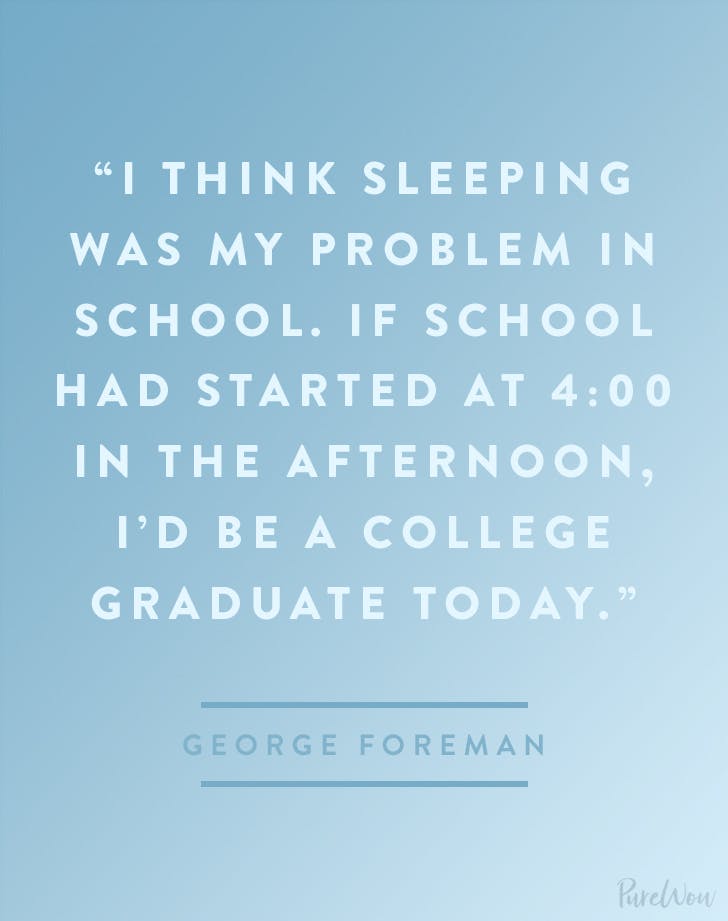 “I THINK SLEEPING
WAS MY PROBLEM IN
SCHOOL. IF SCHOOL
HAD STARTED AT 4:00
IN THE AFTERNOON,
I’D BE A COLLEGE
GRADUATE TODAY.”
GEORGE FOREMAN
PureWow